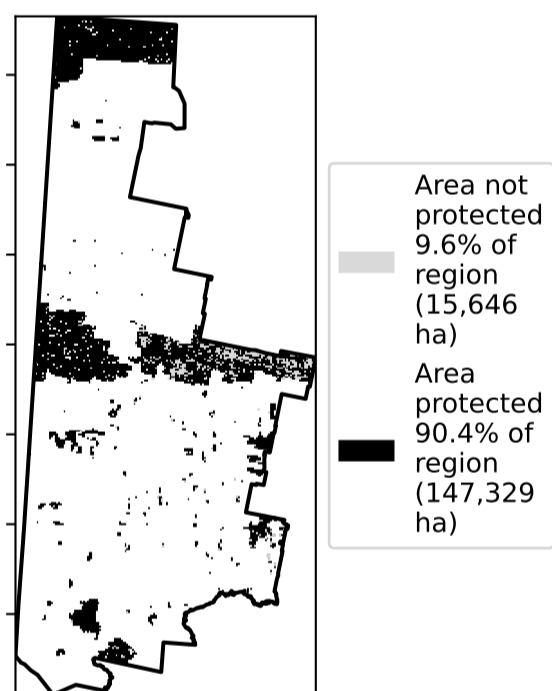 Area not
protected
9.6% of
region
(15,646
ha)
Area
protected
90.4% of
region
(147,329
ha)